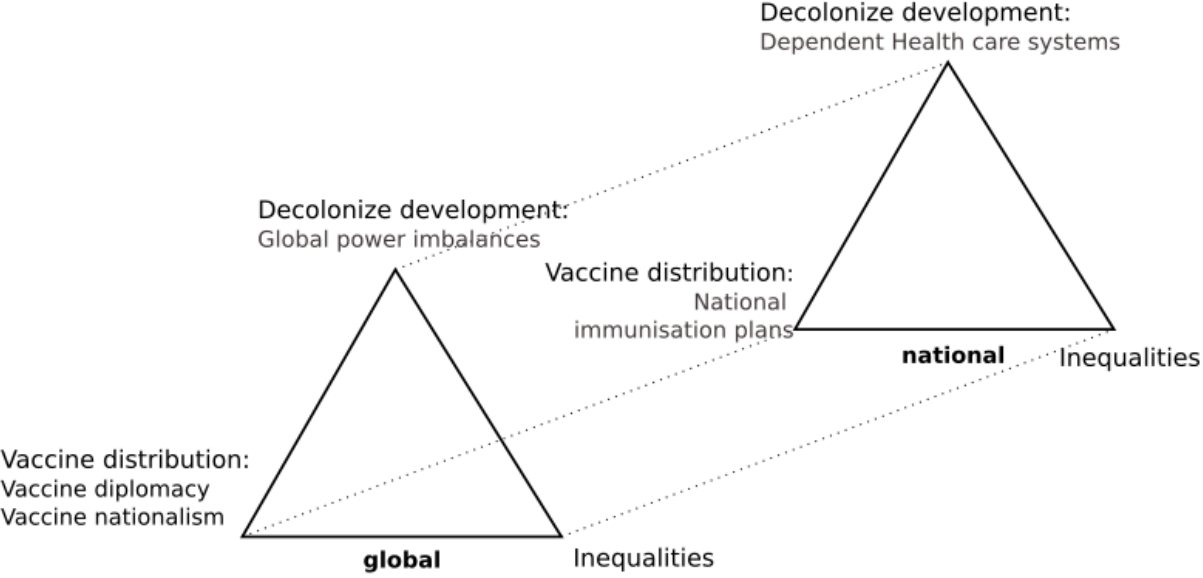 Decolonize development:
Dependent Health care systems
Decolonize development:
Global power imbalances
Vaccine distribution:
National
immunisation plans
national
Inequalities
Vaccine distribution:
Vaccine diplomacy
Vaccine nationalism
global
Inequalities